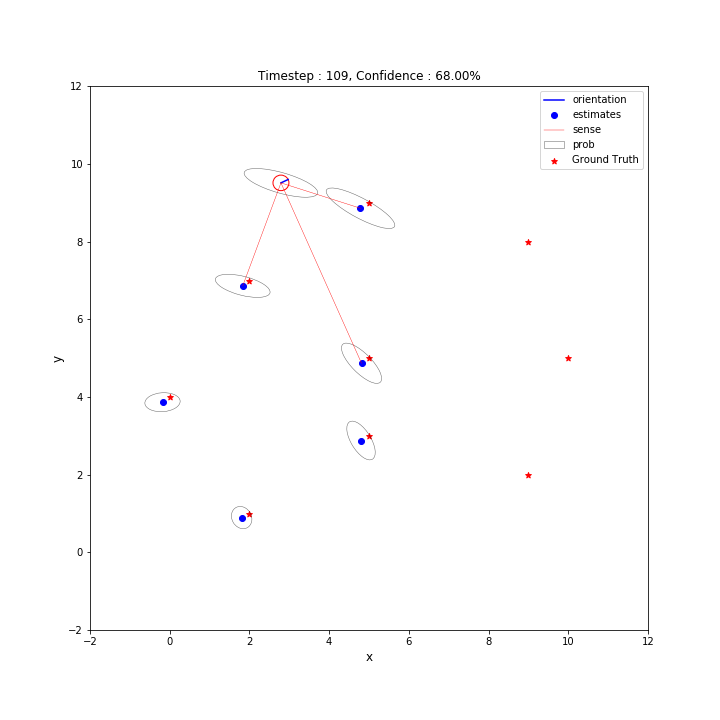 Timestep : 109, Confidence : 68.00%
orientation
estimates
sense
prob
Ground Truth
12
10
8
6
4
2
0
−2
y
−2 0 2 4 6 8 10 12
x